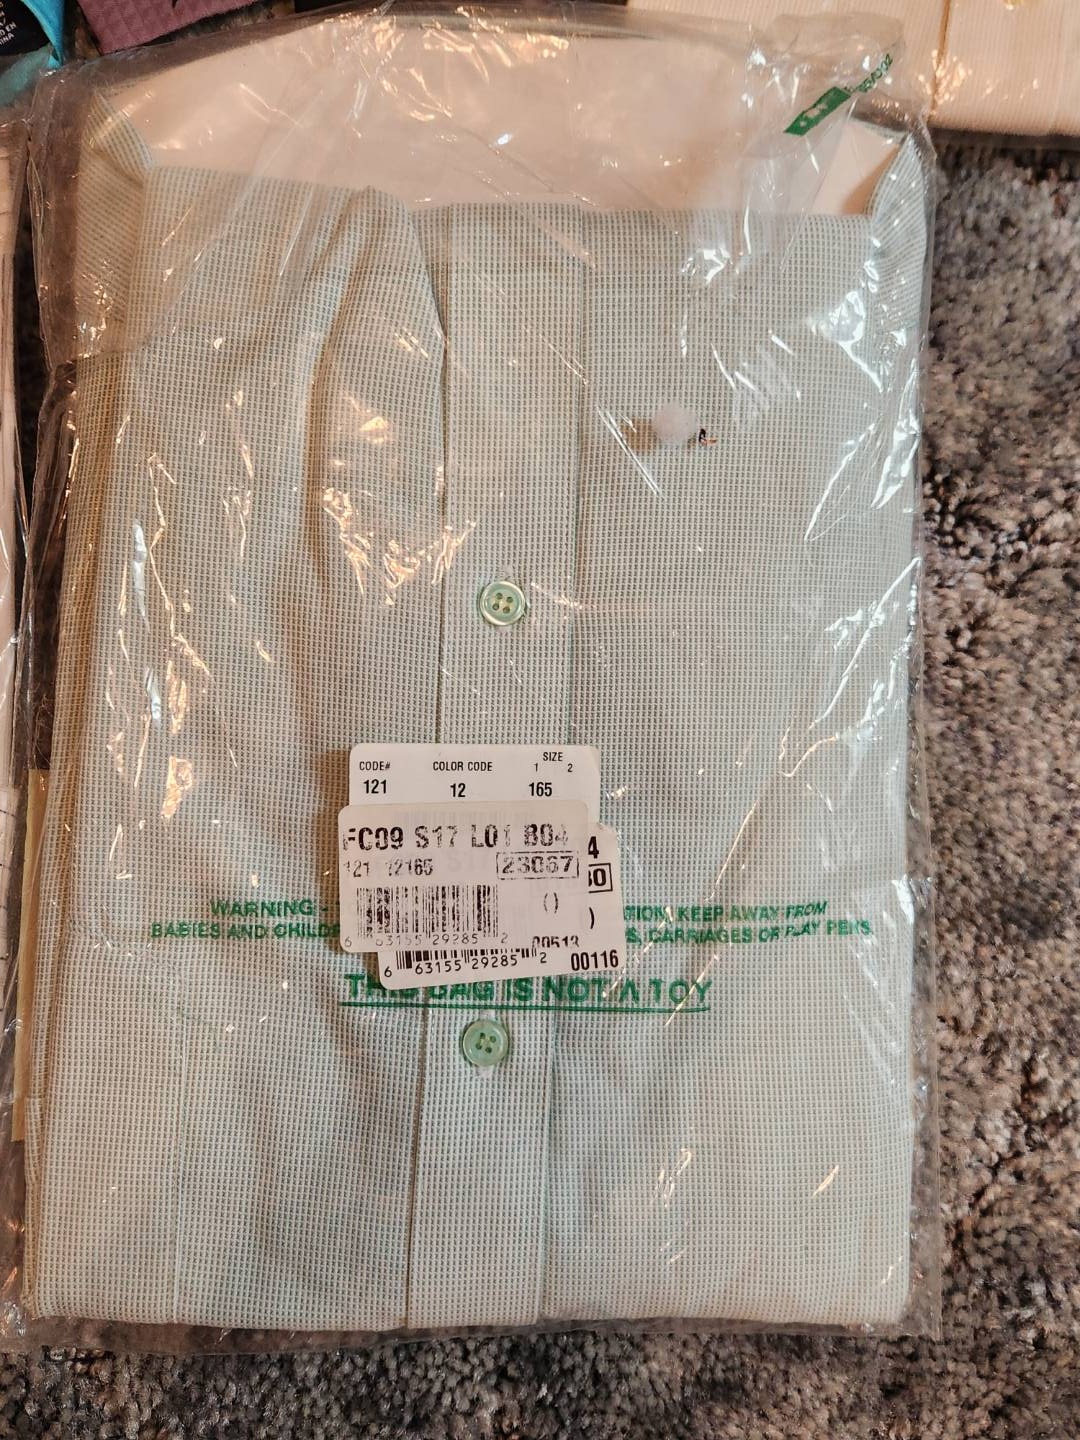 CODE# COLOR CODE SIZE
1 2
121 12 165
FC09 S17 L01 B04
121 12165 23067
()
6 63155 29285 2 00513
6 63155 29285 2 00116
4
)
WARNING -
KEEP AWAY FROM
BABIES AND
CARRIAGES OR PLAY PENS.
THIS BAG IS NOT A TOY